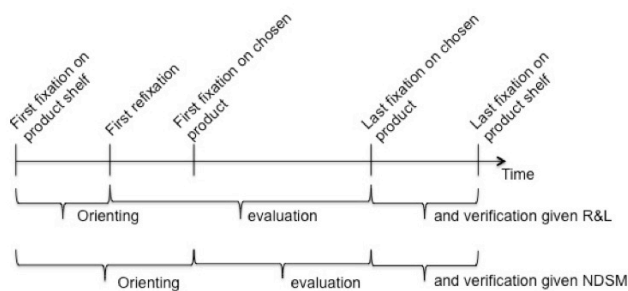 First fixation on
product shelf
First refixation
First fixation on chosen
product
Last fixation on chosen
product
Last fixation on
product shelf
Time
Orienting evaluation and verification given R&L
Orienting evaluation and verification given NDSM